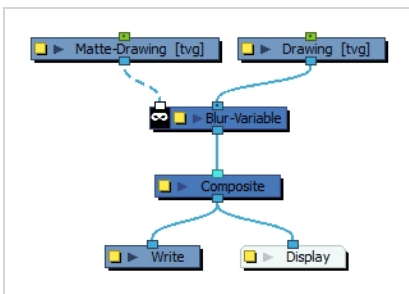 Matte-Drawing [tvg] Drawing [tvg]
Blur-Variable
Composite
Write Display